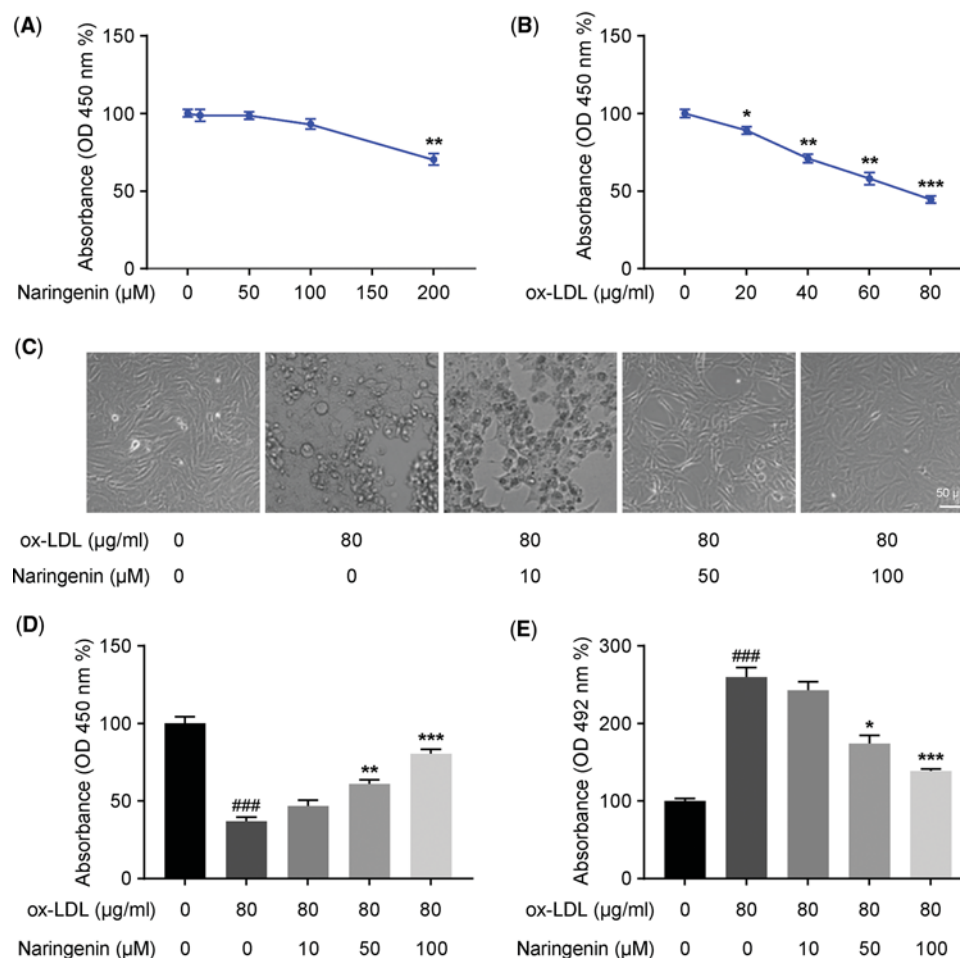 (A)
Absorbance (OD 450 nm %)
150
100
50
0
**
Naringenin (µM) 0 50 100 150 200
(B)
Absorbance (OD 450 nm %)
150
100
50
0
*
**
**
***
ox-LDL (µg/ml) 0 20 40 60 80
(C)
50 µ
ox-LDL (µg/ml) 0 80 80 80 80
Naringenin (µM) 0 0 10 50 100
(D)
Absorbance (OD 450 nm %)
150
100
50
0
###
**
***
ox-LDL (µg/ml) 0 80 80 80 80
Naringenin (µM) 0 0 10 50 100
(E)
Absorbance (OD 492 nm %)
300
200
100
0
###
*
***
ox-LDL (µg/ml) 0 80 80 80 80
Naringenin (µM) 0 0 10 50 100